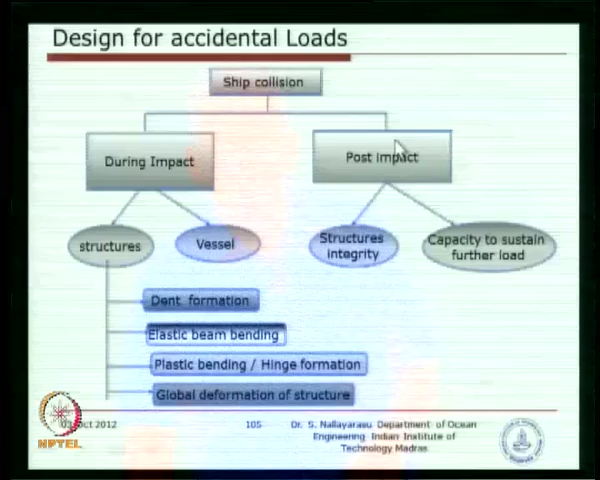 Design for accidental Loads
Ship collision
During Impact
Post Impact
structures
Vessel
Structures
integrity
Capacity to sustain
further load
Dent formation
Elastic beam bending
Plastic bending / Hinge formation
Global deformation of structure
Oct 2012
105
Dr. S. Nallayarasu Department of Ocean
Engineering Indian Institute of
Technology Madras
NPTEL